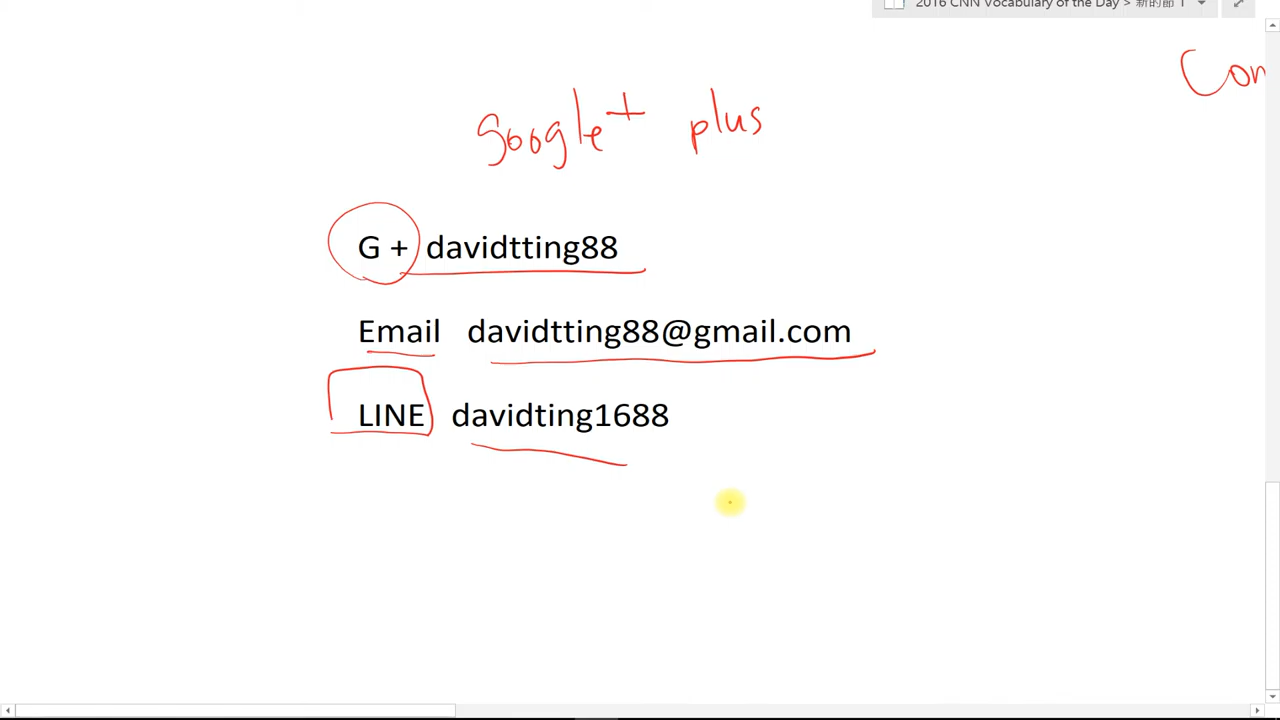 2016 CNN Vocabulary of the Day > 新的節 1
Con
Google+ plus
G + davidtting88
Email davidtting88@gmail.com
LINE davidting1688